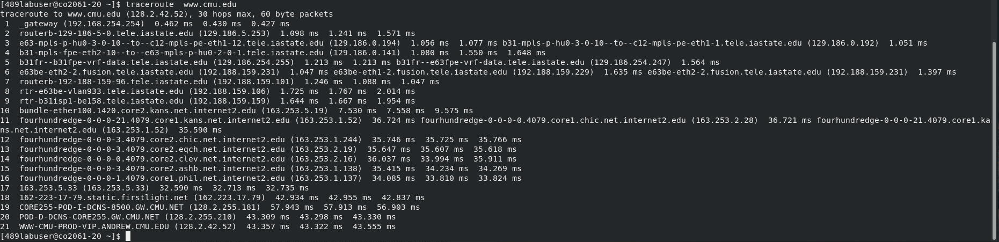 [489labuser@co2061-20 ~]$ traceroute  www.cmu.edu
traceroute to www.cmu.edu (128.2.42.52), 30 hops max, 60 byte packets
 1  _gateway (192.168.254.254)  0.462 ms  0.430 ms  0.427 ms
 2  routerb-129-186-5-0.tele.iastate.edu (129.186.5.253)  1.098 ms  1.241 ms  1.571 ms
 3  e63-mpls-p-hu0-3-0-10--to--c12-mpls-pe-eth1-12.tele.iastate.edu (129.186.0.194)  1.056 ms  1.077 ms b31-mpls-p-hu0-3-0-10--to--c12-mpls-pe-eth1-1.tele.iastate.edu (129.186.0.192)  1.051 ms
 4  b31-mpls-fpe-eth2-10--to--e63-mpls-p-hu0-2-0-1.tele.iastate.edu (129.186.0.141)  1.080 ms  1.550 ms  1.648 ms
 5  b31fr--b31fpe-vrf-data.tele.iastate.edu (129.186.254.255)  1.213 ms  1.213 ms b31fr--e63fpe-vrf-data.tele.iastate.edu (129.186.254.247)  1.564 ms
 6  e63be-eth2-2.fusion.tele.iastate.edu (192.188.159.231)  1.047 ms e63be-eth1-2.fusion.tele.iastate.edu (192.188.159.229)  1.635 ms e63be-eth2-2.fusion.tele.iastate.edu (192.188.159.231)  1.397 ms
 7  routerb-192-188-159-96.tele.iastate.edu (192.188.159.101)  1.246 ms  1.088 ms  1.047 ms
 8  rtr-e63be-vlan933.tele.iastate.edu (192.188.159.106)  1.725 ms  1.767 ms  2.014 ms
 9  rtr-b31isp1-be158.tele.iastate.edu (192.188.159.159)  1.644 ms  1.667 ms  1.954 ms
10  bundle-ether100.1420.core2.kans.net.internet2.edu (163.253.5.19)  7.530 ms  7.558 ms  9.575 ms
11  fourhundredge-0-0-0-21.4079.core1.kans.net.internet2.edu (163.253.1.52)  36.724 ms fourhundredge-0-0-0-0.4079.core1.chic.net.internet2.edu (163.253.2.28)  36.721 ms fourhundredge-0-0-0-21.4079.core1.ka
ns.net.internet2.edu (163.253.1.52)  35.590 ms
12  fourhundredge-0-0-0-3.4079.core2.chic.net.internet2.edu (163.253.1.244)  35.746 ms  35.725 ms  35.766 ms
13  fourhundredge-0-0-0-3.4079.core2.eqch.net.internet2.edu (163.253.2.19)  35.647 ms  35.607 ms  35.618 ms
14  fourhundredge-0-0-0-0.4079.core2.clev.net.internet2.edu (163.253.2.16)  36.037 ms  33.994 ms  35.911 ms
15  fourhundredge-0-0-0-3.4079.core2.ashb.net.internet2.edu (163.253.1.138)  35.415 ms  34.234 ms  34.269 ms
16  fourhundredge-0-0-0-1.4079.core1.phil.net.internet2.edu (163.253.1.137)  34.085 ms  33.810 ms  33.824 ms
17  163.253.5.33 (163.253.5.33)  32.590 ms  32.713 ms  32.735 ms
18  162-223-17-79.static.firstlight.net (162.223.17.79)  42.934 ms  42.955 ms  42.837 ms
19  CORE255-POD-I-DCNS-8500.GW.CMU.NET (128.2.255.181)  57.943 ms  57.913 ms  56.903 ms
20  POD-D-DCNS-CORE255.GW.CMU.NET (128.2.255.210)  43.309 ms  43.298 ms  43.330 ms
21  WWW-CMU-PROD-VIP.ANDREW.CMU.EDU (128.2.42.52)  43.357 ms  43.322 ms  43.555 ms
[489labuser@co2061-20 ~]$